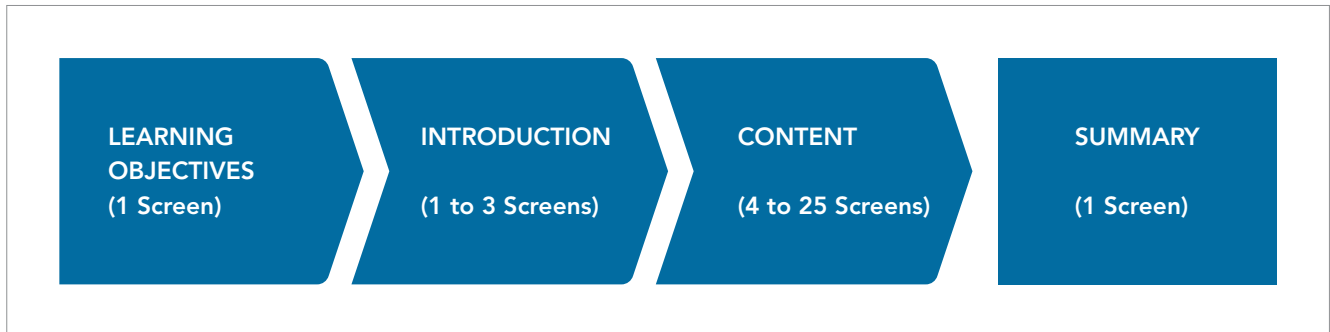 LEARNING
OBJECTIVES
(1 Screen)
INTRODUCTION
(1 to 3 Screens)
CONTENT
(4 to 25 Screens)
SUMMARY
(1 Screen)